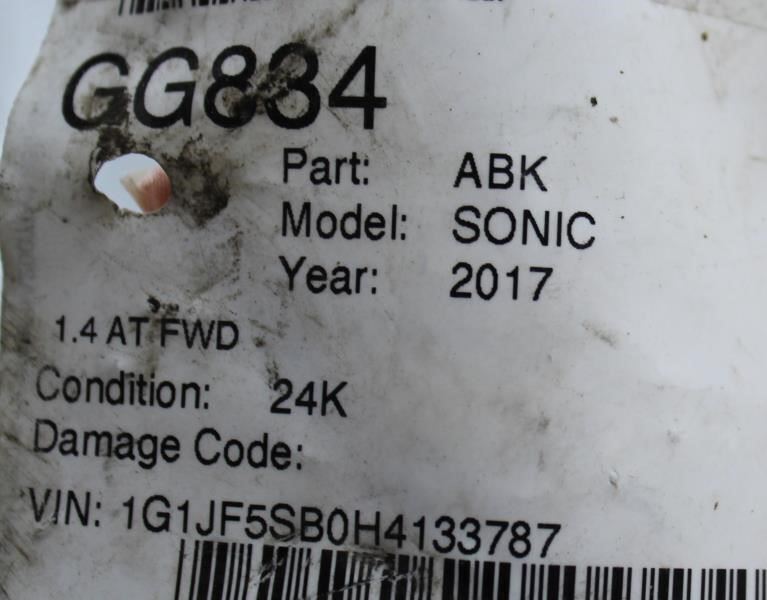 GG834
Part: ABK
Model: SONIC
Year: 2017
1.4 AT FWD
Condition: 24K
Damage Code:
VIN: 1G1JF5SB0H4133787